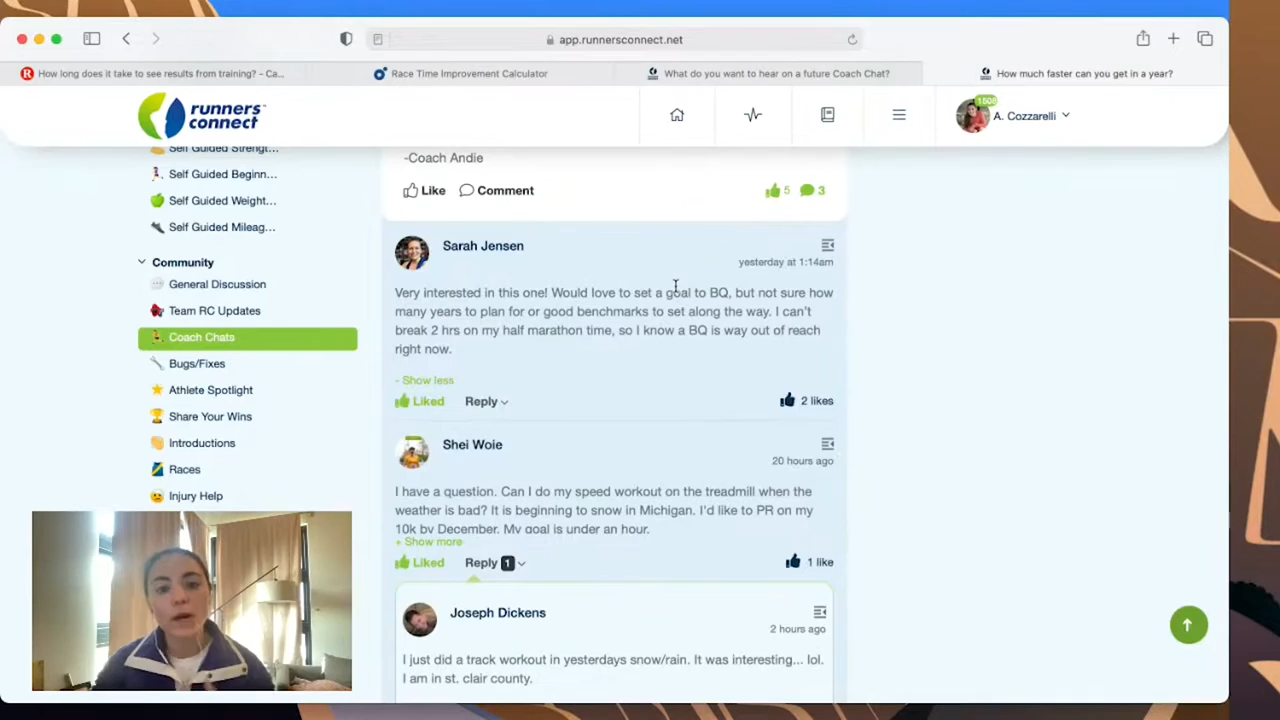 app.runnersconnect.net
How long does it take to see results from training? - Ca...
Race Time Improvement Calculator
What do you want to hear on a future Coach Chat?
How much faster can you get in a year?
runners
connect
1508
A. Cozzarelli
Self Guided Strengt...
Self Guided Beginn...
Self Guided Weight...
Self Guided Mileag...
Community
General Discussion
Team RC Updates
Coach Chats
Bugs/Fixes
Athlete Spotlight
Share Your Wins
Introductions
Races
Injury Help
-Coach Andie
Like
Comment
5
3
Sarah Jensen
yesterday at 1:14am
Very interested in this one! Would love to set a goal to BQ, but not sure how
many years to plan for or good benchmarks to set along the way. I can't
break 2 hrs on my half marathon time, so I know a BQ is way out of reach
right now.
- Show less
Liked
Reply
2 likes
Shei Woie
20 hours ago
I have a question. Can I do my speed workout on the treadmill when the
weather is bad? It is beginning to snow in Michigan. I'd like to PR on my
10k by December. My goal is under an hour.
+ Show more
Liked
Reply 1
1 like
Joseph Dickens
2 hours ago
I just did a track workout in yesterdays snow/rain. It was interesting... lol.
I am in st. clair county.